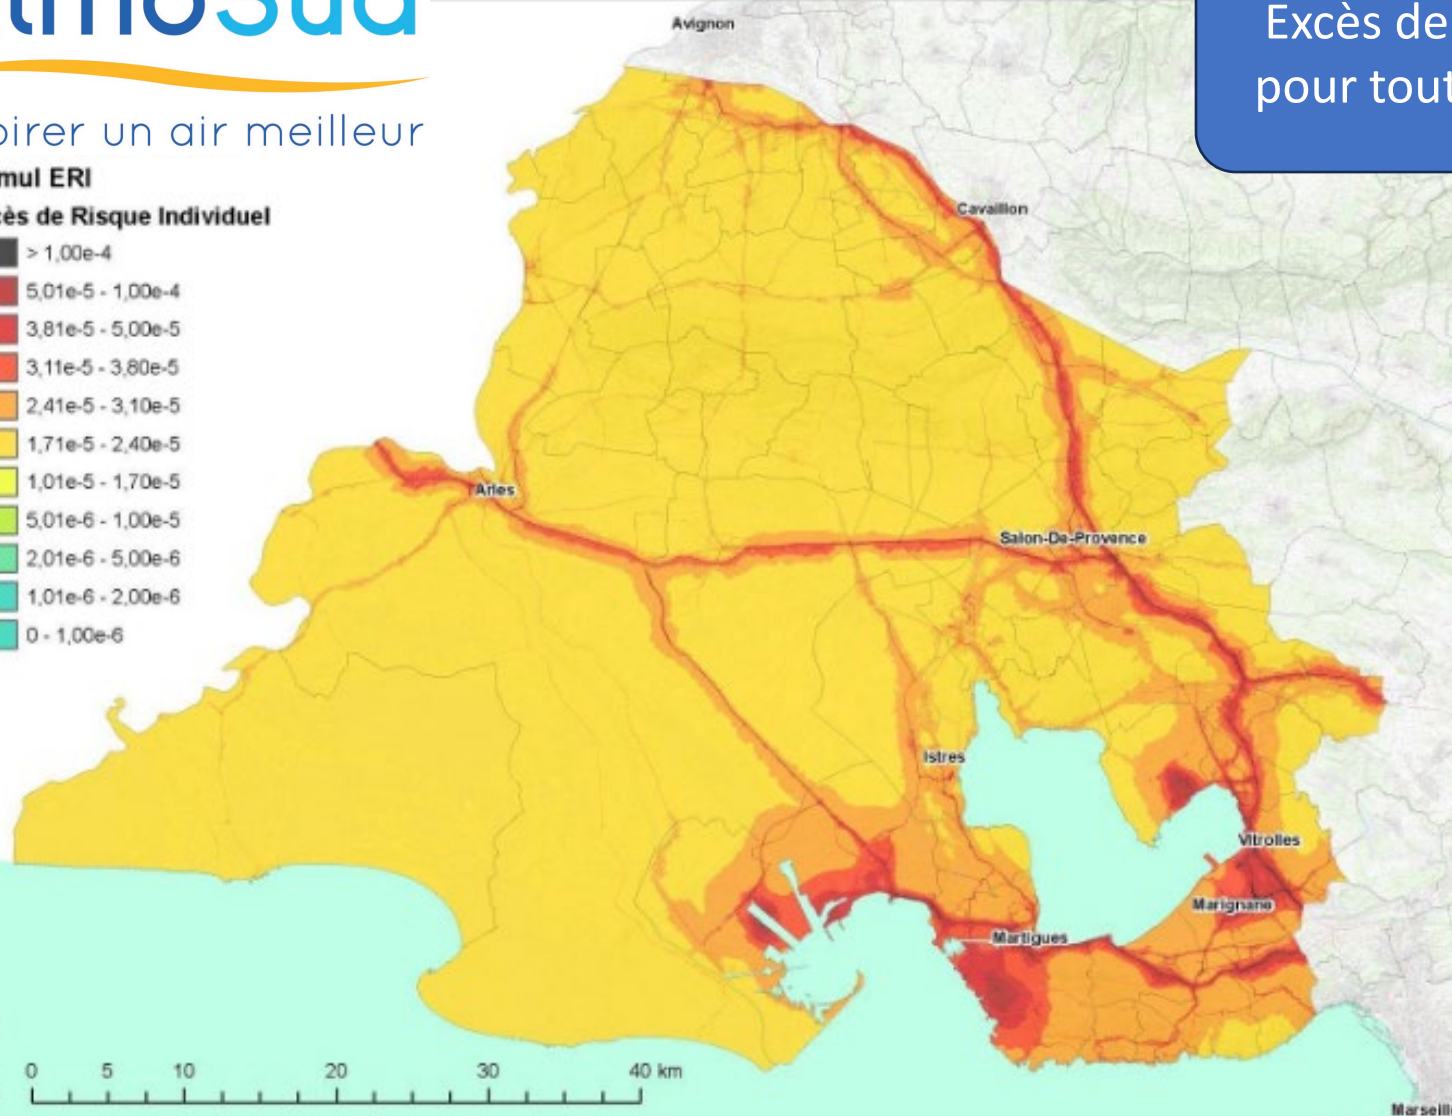 tmoSud
pirer un air meilleur
Excès de
pour tout
mul ERI
cès de Risque Individuel
> 1,00e-4
5,01e-5 - 1,00e-4
3,81e-5 - 5,00e-5
3,11e-5 - 3,80e-5
2,41e-5 - 3,10e-5
1,71e-5 - 2,40e-5
1,01e-5 - 1,70e-5
5,01e-6 - 1,00e-5
2,01e-6 - 5,00e-6
1,01e-6 - 2,00e-6
0 - 1,00e-6
Avignon
Cavaillon
Arles
Salon-De-Provence
Istres
Vitrolles
Marignane
Martigues
Marseill
0 5 10 20 30 40 km